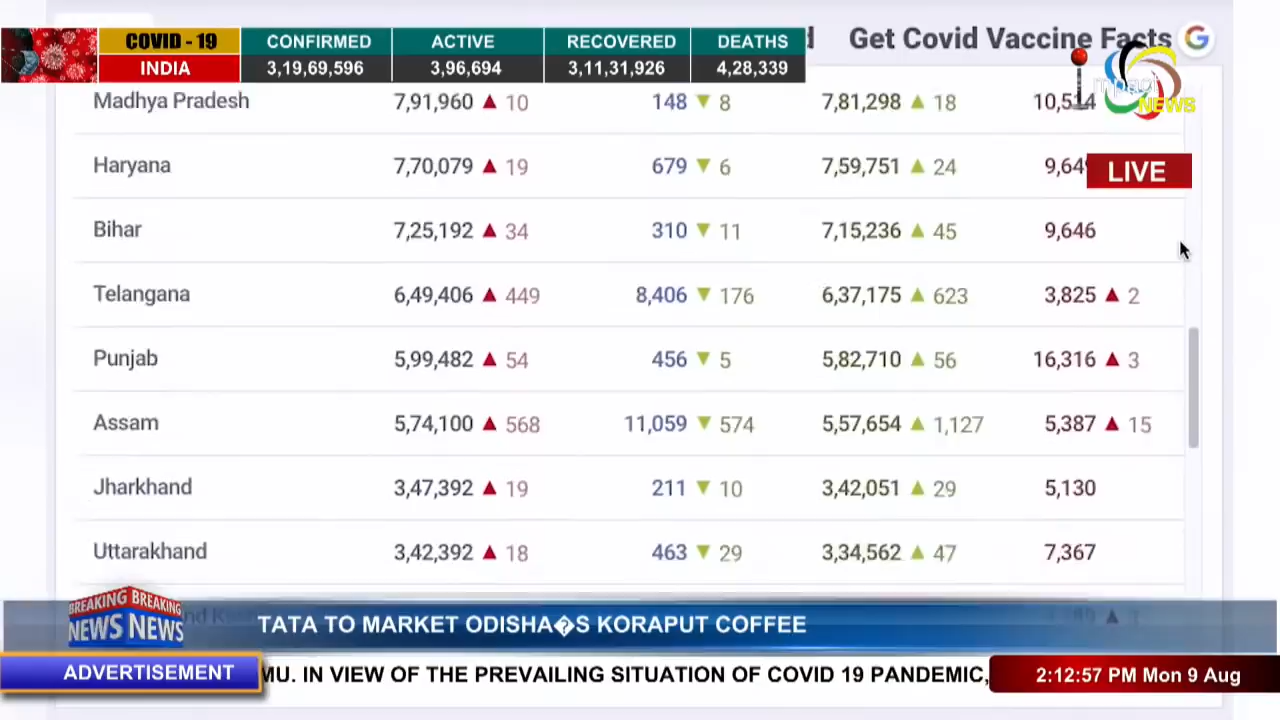 COVID - 19 CONFIRMED ACTIVE RECOVERED DEATHS
INDIA 3,19,69,596 3,96,694 3,11,31,926 4,28,339
Get Covid Vaccine Facts G
impact NEWS
LIVE
Madhya Pradesh 7,91,960 ▲ 10 148 ▼ 8 7,81,298 ▲ 18 10,514
Haryana 7,70,079 ▲ 19 679 ▼ 6 7,59,751 ▲ 24 9,649
Bihar 7,25,192 ▲ 34 310 ▼ 11 7,15,236 ▲ 45 9,646
Telangana 6,49,406 ▲ 449 8,406 ▼ 176 6,37,175 ▲ 623 3,825 ▲ 2
Punjab 5,99,482 ▲ 54 456 ▼ 5 5,82,710 ▲ 56 16,316 ▲ 3
Assam 5,74,100 ▲ 568 11,059 ▼ 574 5,57,654 ▲ 1,127 5,387 ▲ 15
Jharkhand 3,47,392 ▲ 19 211 ▼ 10 3,42,051 ▲ 29 5,130
Uttarakhand 3,42,392 ▲ 18 463 ▼ 29 3,34,562 ▲ 47 7,367
BREAKING BREAKING
NEWS NEWS
TATA TO MARKET ODISHA�S KORAPUT COFFEE
ADVERTISEMENT MU. IN VIEW OF THE PREVAILING SITUATION OF COVID 19 PANDEMIC, 2:12:57 PM Mon 9 Aug